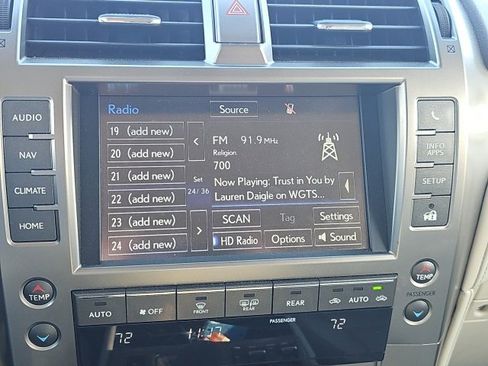 Radio
Source
19 (add new)
20 (add new)
21 (add new)
22 (add new)
23 (add new)
24 (add new)
Set
24/36
FM 91.9 MHz
Religion
700
Now Playing: Trust in You by
Lauren Daigle on WGTS...
SCAN Tag Settings
HD Radio Options Sound
AUDIO
NAV
CLIMATE
HOME
INFO
APPS
SETUP
TEMP
TEMP
PASSENGER
AUTO OFF FRONT REAR REAR AUTO
PASSENGER
72 11:37 72